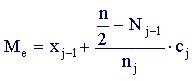 Mₑ = xⱼ₋₁ + (n/2 − Nⱼ₋₁)/nⱼ · cⱼ